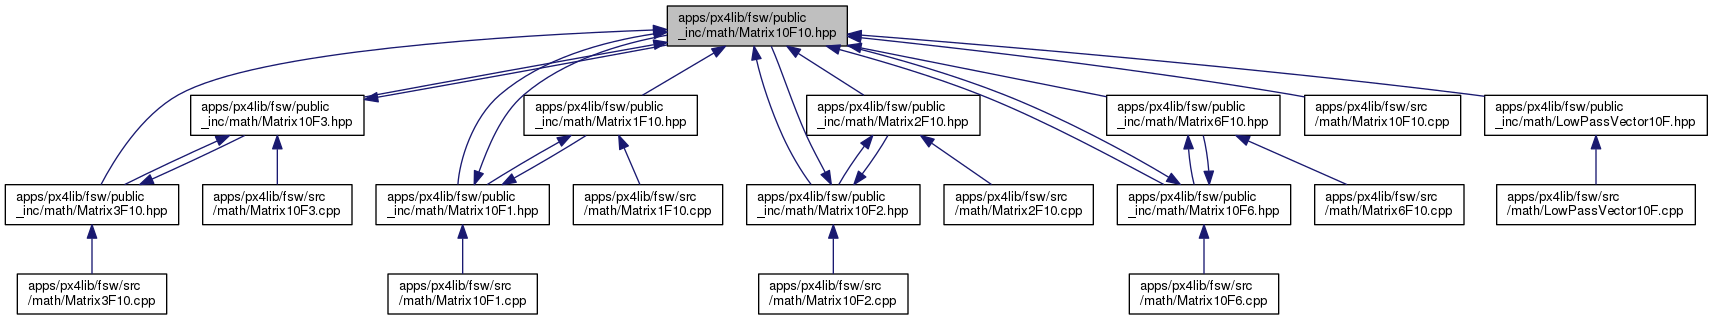 apps/px4lib/fsw/public
_inc/math/Matrix10F10.hpp
apps/px4lib/fsw/public
_inc/math/Matrix10F3.hpp
apps/px4lib/fsw/public
_inc/math/Matrix1F10.hpp
apps/px4lib/fsw/public
_inc/math/Matrix2F10.hpp
apps/px4lib/fsw/public
_inc/math/Matrix6F10.hpp
apps/px4lib/fsw/src
/math/Matrix10F10.cpp
apps/px4lib/fsw/public
_inc/math/LowPassVector10F.hpp
apps/px4lib/fsw/public
_inc/math/Matrix3F10.hpp
apps/px4lib/fsw/src
/math/Matrix10F3.cpp
apps/px4lib/fsw/public
_inc/math/Matrix10F1.hpp
apps/px4lib/fsw/src
/math/Matrix1F10.cpp
apps/px4lib/fsw/public
_inc/math/Matrix10F2.hpp
apps/px4lib/fsw/src
/math/Matrix2F10.cpp
apps/px4lib/fsw/public
_inc/math/Matrix10F6.hpp
apps/px4lib/fsw/src
/math/Matrix6F10.cpp
apps/px4lib/fsw/src
/math/LowPassVector10F.cpp
apps/px4lib/fsw/src
/math/Matrix3F10.cpp
apps/px4lib/fsw/src
/math/Matrix10F1.cpp
apps/px4lib/fsw/src
/math/Matrix10F2.cpp
apps/px4lib/fsw/src
/math/Matrix10F6.cpp